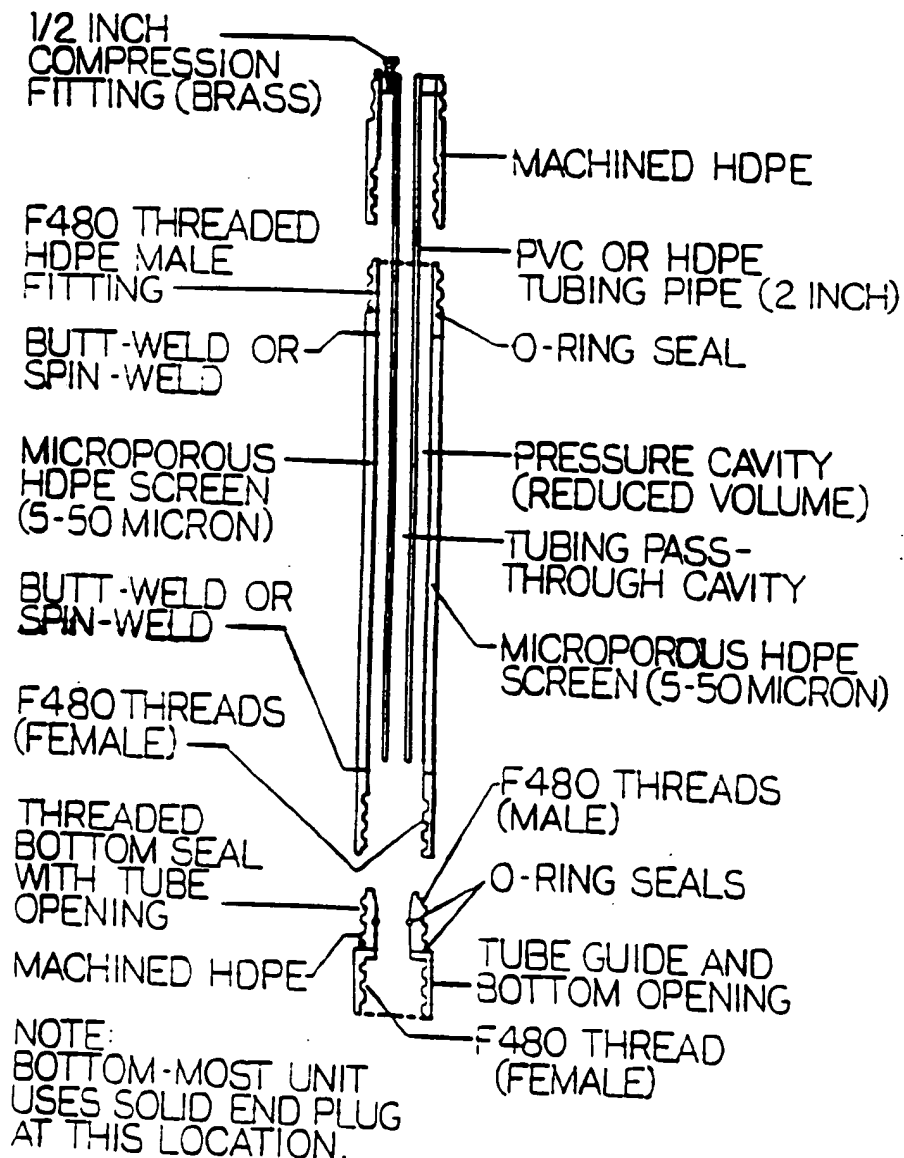 1/2 INCH
COMPRESSION
FITTING (BRASS)
MACHINED HDPE
F480 THREADED
HDPE MALE
FITTING
PVC OR HDPE
TUBING PIPE (2 INCH)
BUTT-WELD OR
SPIN-WELD
O-RING SEAL
MICROPOROUS
HDPE SCREEN
(5-50 MICRON)
PRESSURE CAVITY
(REDUCED VOLUME)
TUBING PASS-
THROUGH CAVITY
BUTT-WELD OR
SPIN-WELD
MICROPOROUS HDPE
SCREEN (5-50 MICRON)
F480 THREADS
(FEMALE)
F480 THREADS
(MALE)
THREADED
BOTTOM SEAL
WITH TUBE
OPENING
O-RING SEALS
MACHINED HDPE
TUBE GUIDE AND
BOTTOM OPENING
F480 THREAD
(FEMALE)
NOTE:
BOTTOM-MOST UNIT
USES SOLID END PLUG
AT THIS LOCATION.